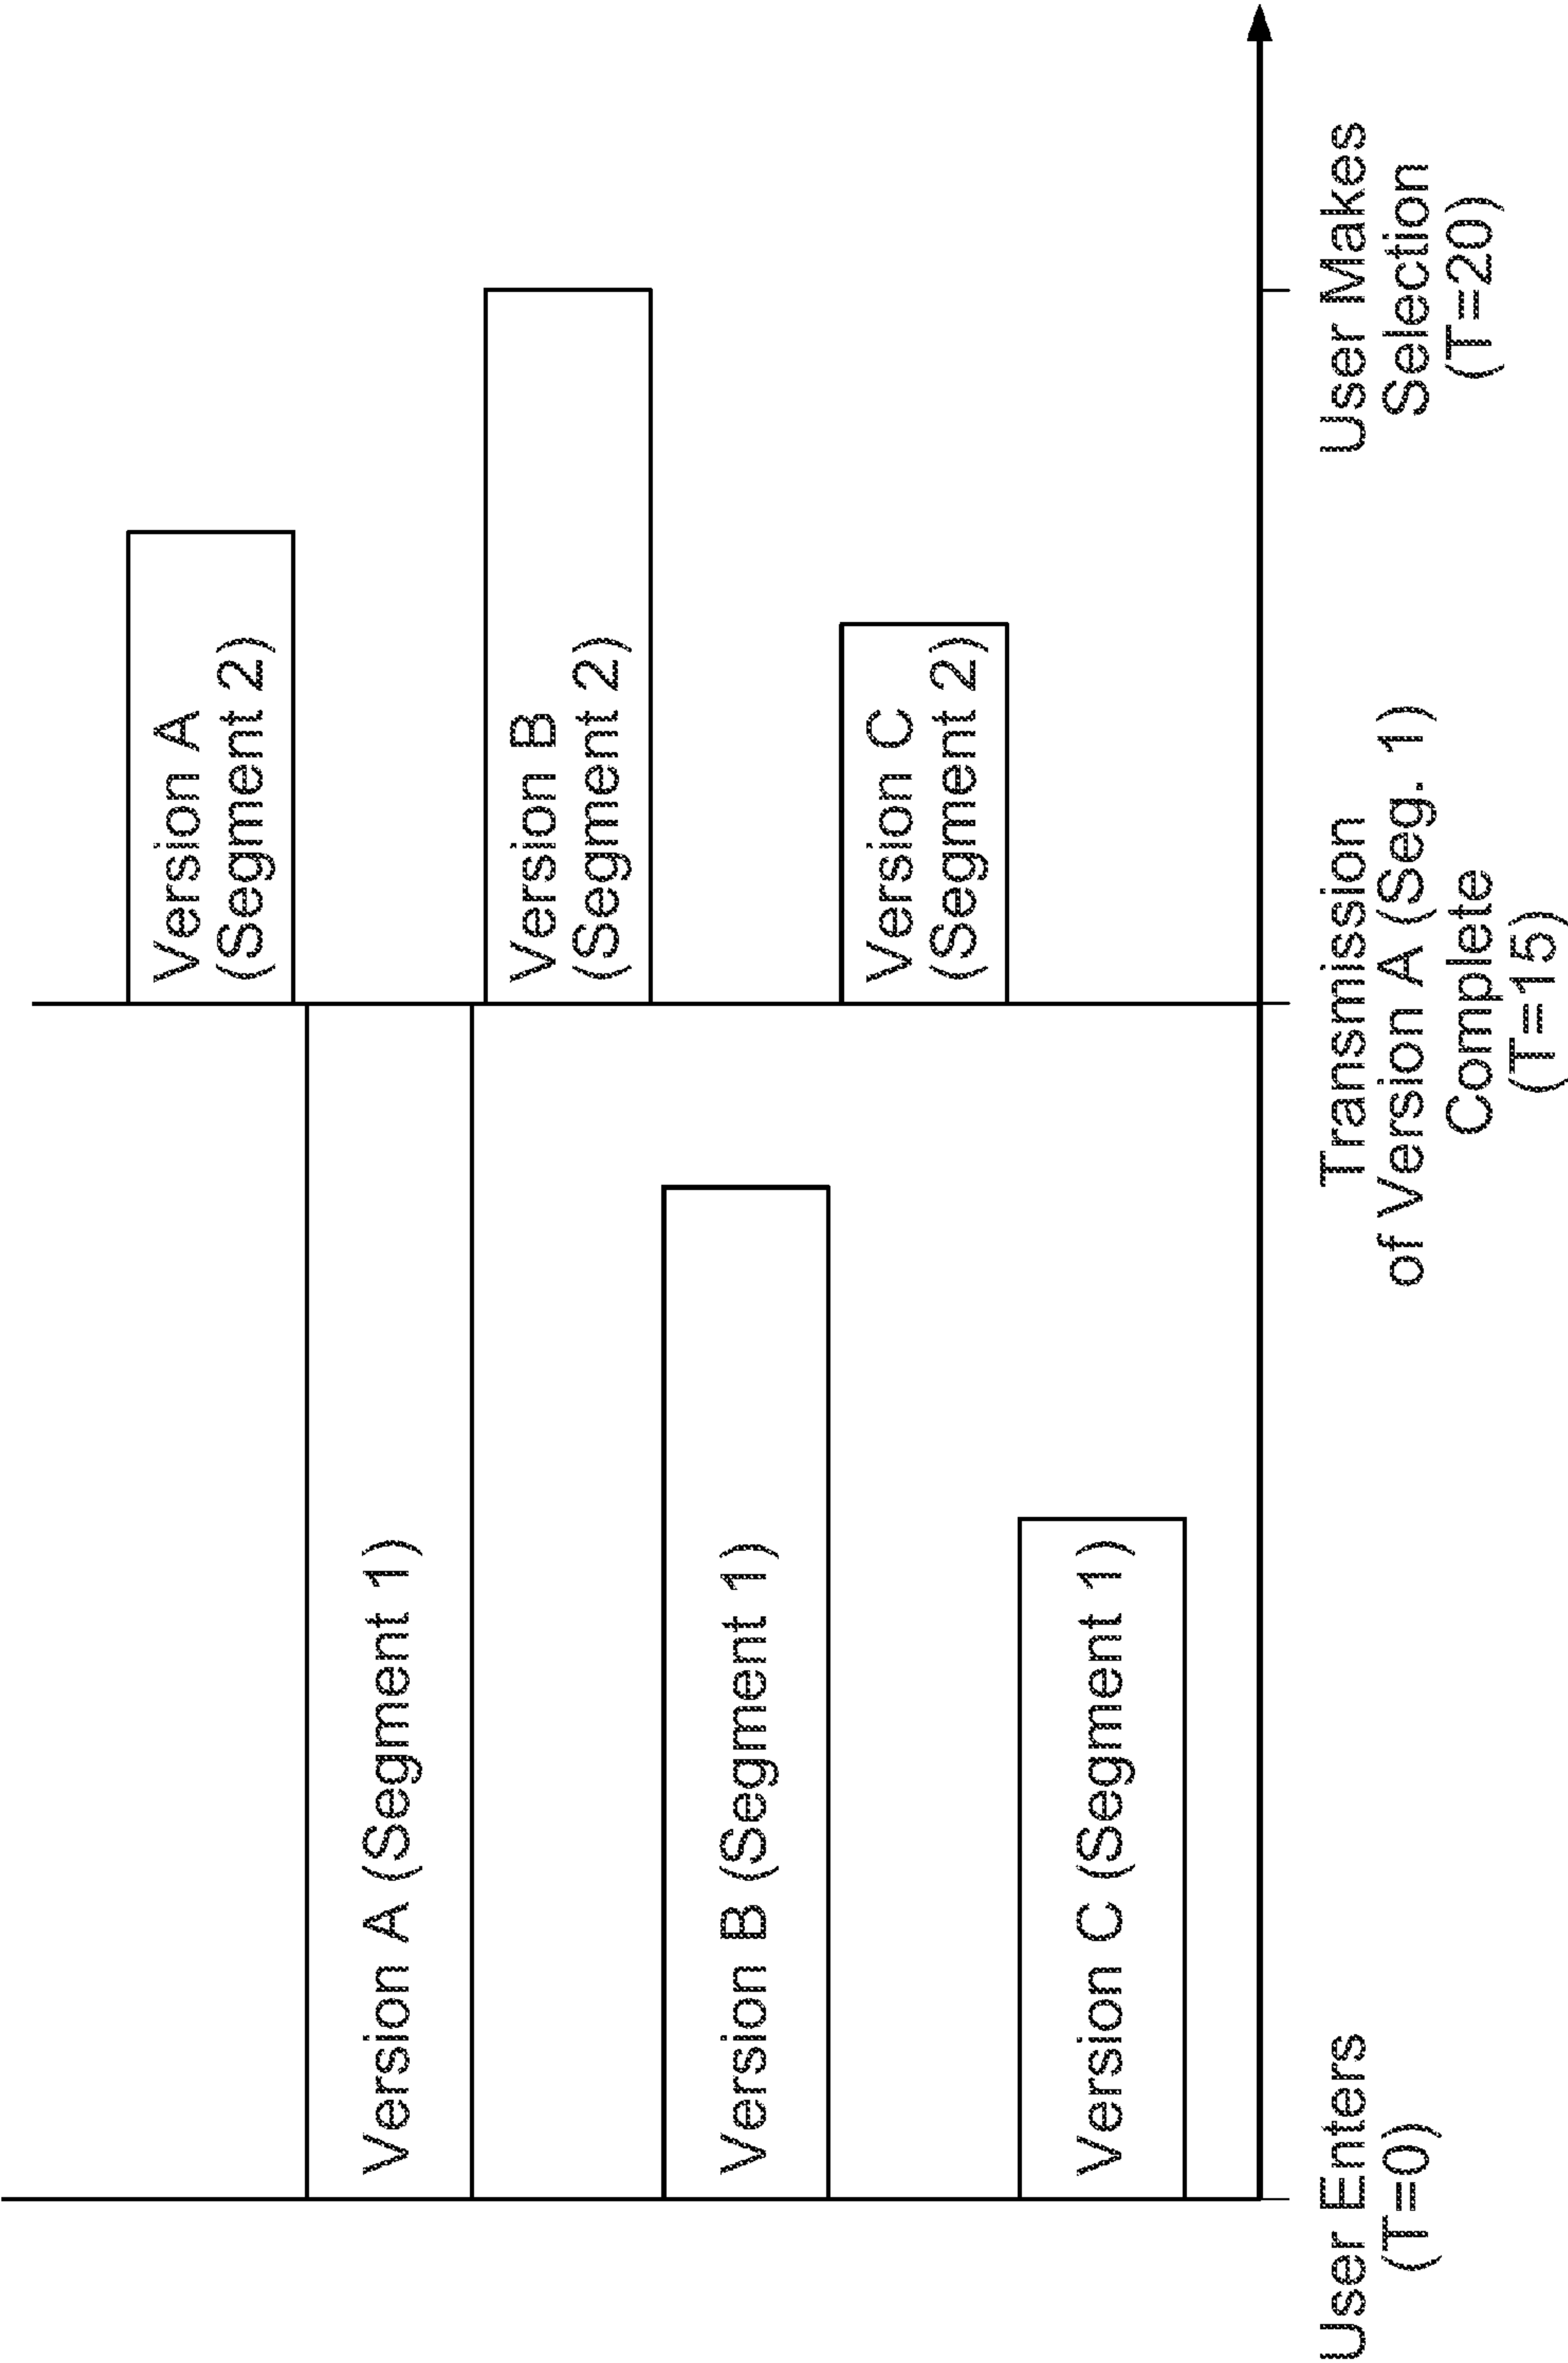 Version A
(Segment 2)
Version A (Segment 1)
Version B
(Segment 2)
Version B (Segment 1)
Version C
(Segment 2)
Version C (Segment 1)
User Enters
(T=0)
Transmission
of Version A (Seg. 1)
Complete
(T=15)
User Makes
Selection
(T=20)